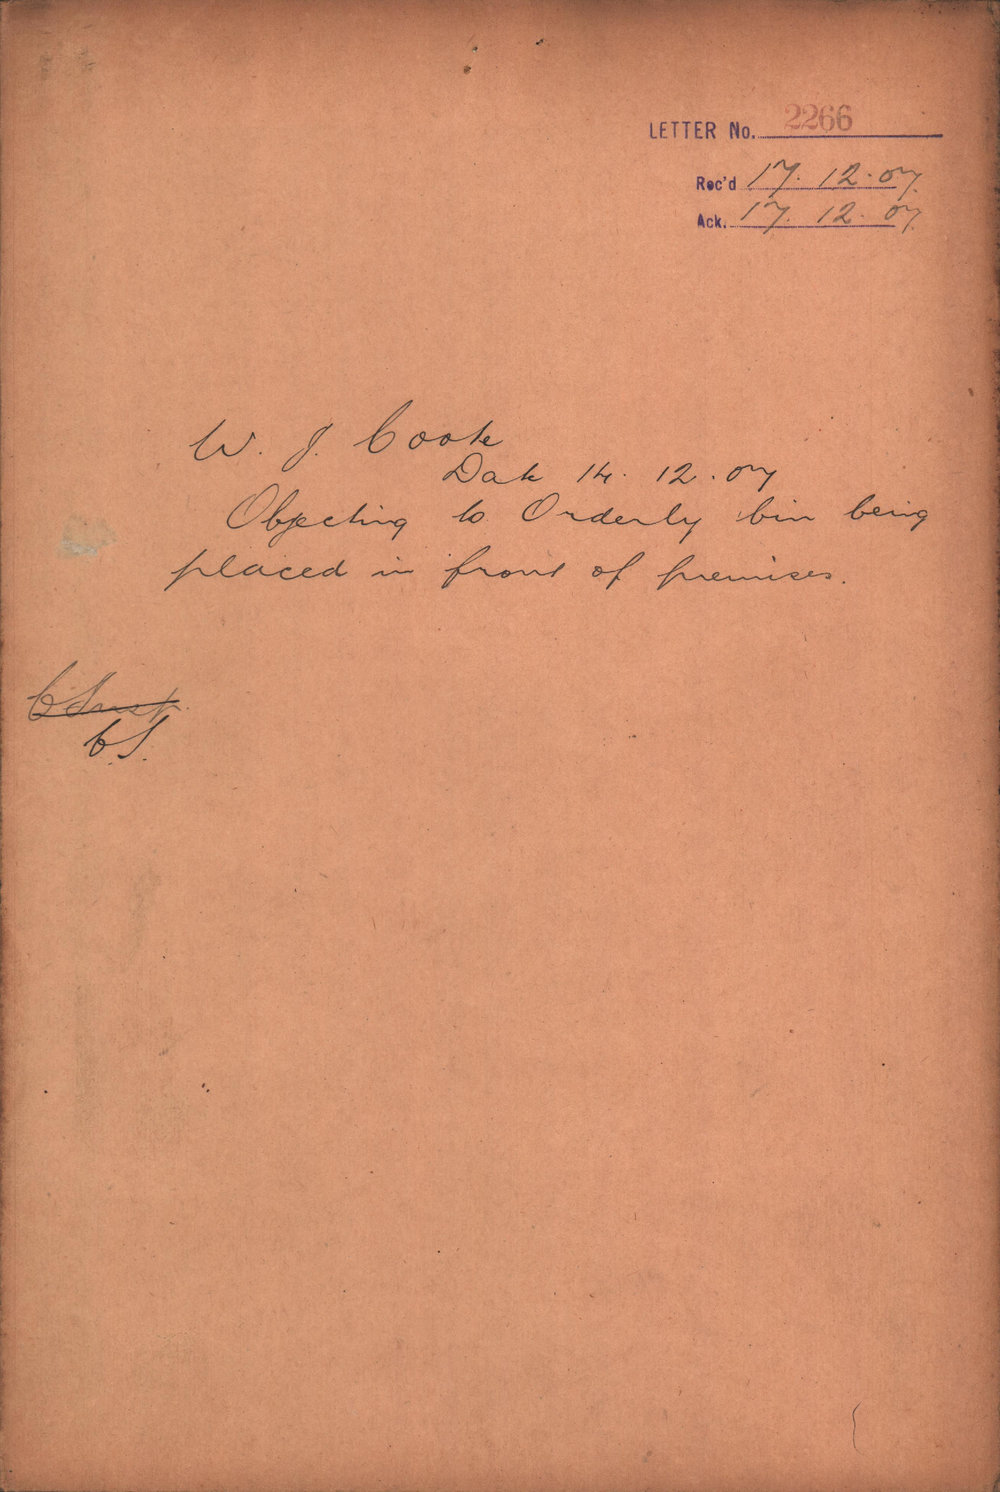 LETTER No. 2266
Rec'd 17. 12. 07.
Ack. 17. 12. 07.
W. J. Cooke
Date 14. 12. 07
Objecting to Orderly bin being
placed in front of premises.
C.S.